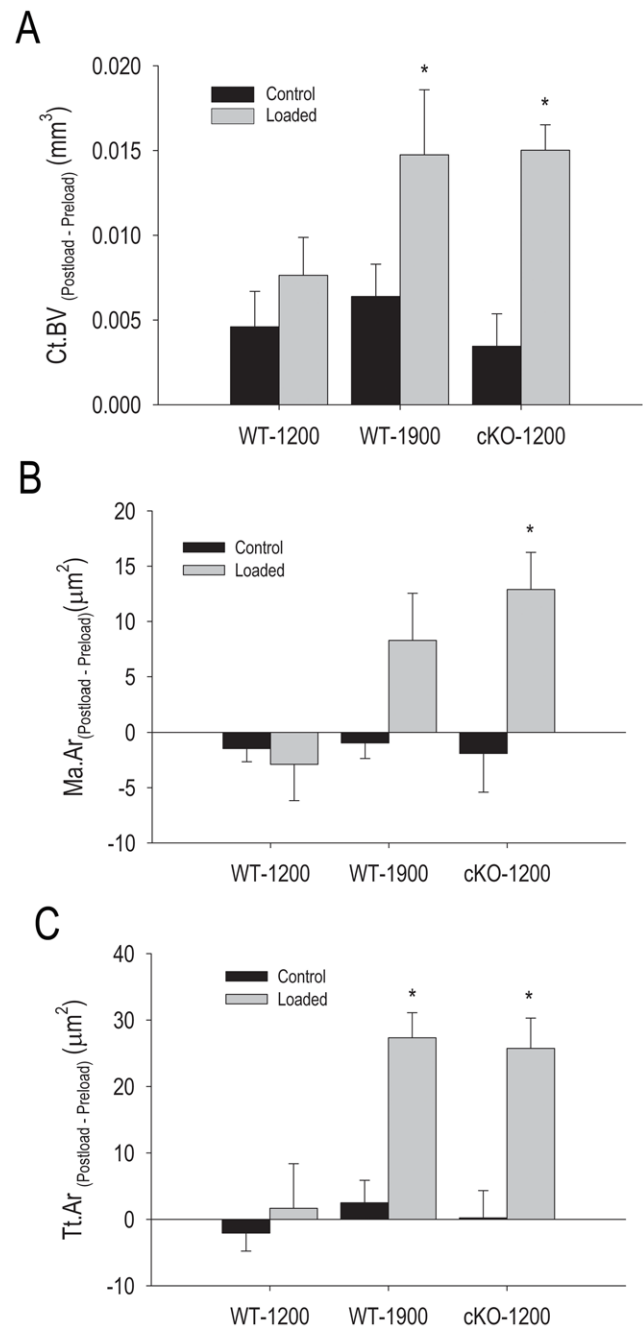 A
Ct.BV (Postload - Preload) (mm³)
0.020
0.015
0.010
0.005
0.000
Control
Loaded
*
*
WT-1200 WT-1900 cKO-1200
B
Ma.Ar(Postload - Preload)(μm²)
20
15
10
5
0
-5
-10
Control
Loaded
*
WT-1200 WT-1900 cKO-1200
C
Tt.Ar (Postload - Preload) (μm²)
40
30
20
10
0
-10
Control
Loaded
*
*
WT-1200 WT-1900 cKO-1200